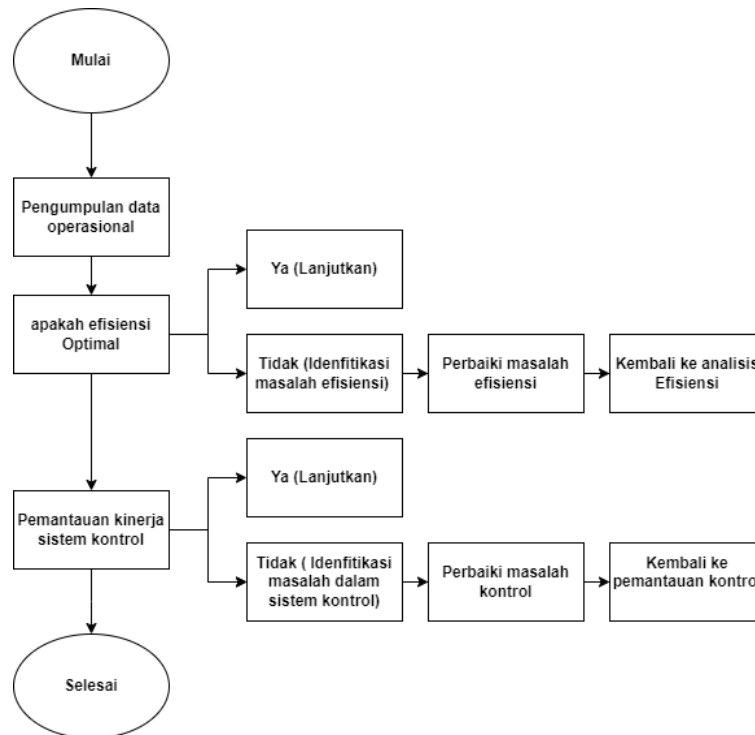 Mulai
Pengumpulan data
operasional
Ya (Lanjutkan)
apakah efisiensi
Optimal
Tidak (Idenfitikasi
masalah efisiensi)
Perbaiki masalah
efisiensi
Kembali ke analisis
Efisiensi
Ya (Lanjutkan)
Pemantauan kinerja
sistem kontrol
Tidak ( Idenfitikasi
masalah dalam
sistem kontrol)
Perbaiki masalah
kontrol
Kembali ke
pemantauan kontrol
Selesai